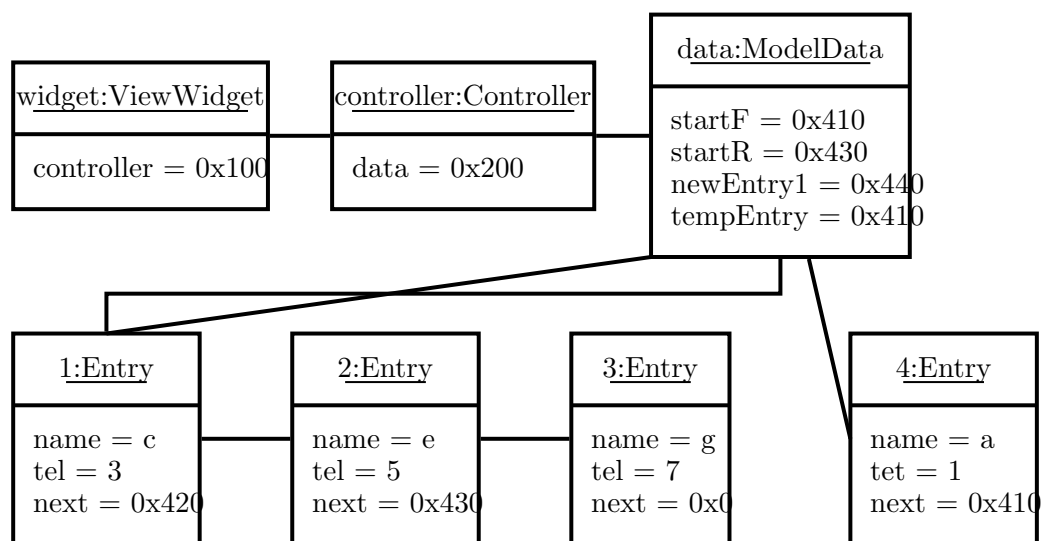 widget:ViewWidget
controller = 0x100
controller:Controller
data = 0x200
data:ModelData
startF = 0x410
startR = 0x430
newEntry1 = 0x440
tempEntry = 0x410
1:Entry
name = c
tel = 3
next = 0x420
2:Entry
name = e
tel = 5
next = 0x430
3:Entry
name = g
tel = 7
next = 0x0
4:Entry
name = a
tet = 1
next = 0x410